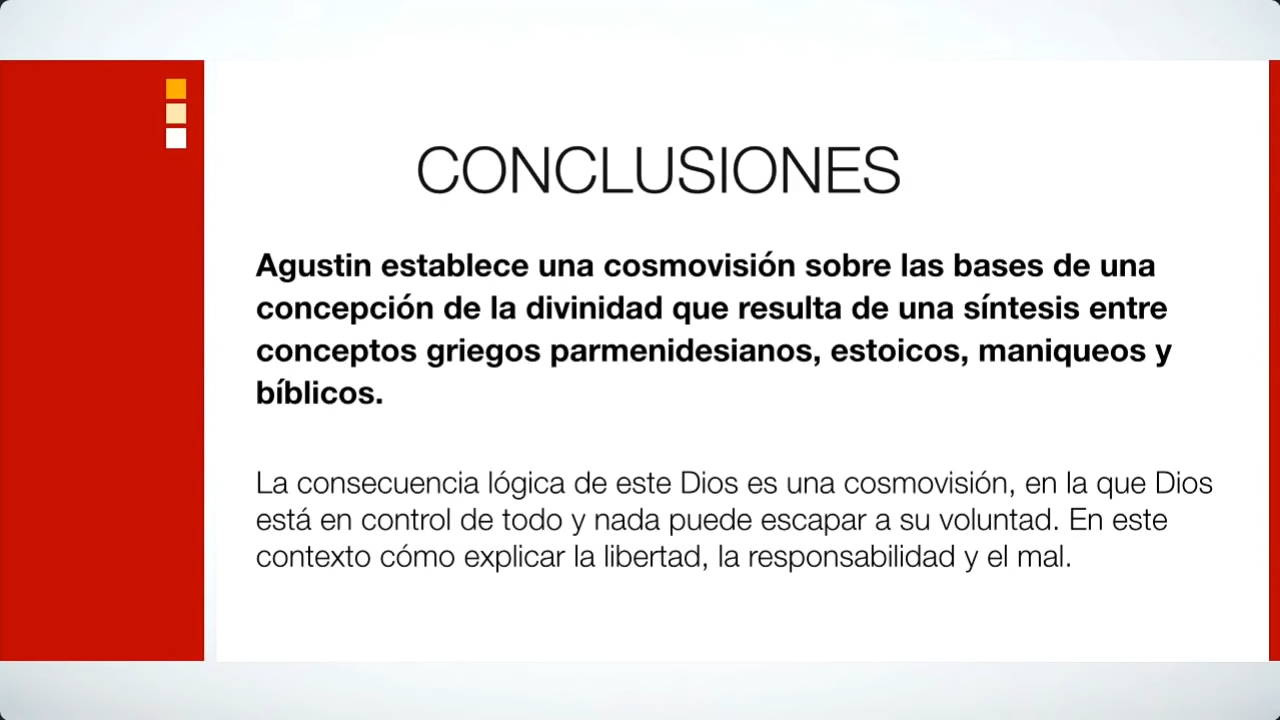 CONCLUSIONES
Agustin establece una cosmovisión sobre las bases de una
concepción de la divinidad que resulta de una síntesis entre
conceptos griegos parmenidesianos, estoicos, maniqueos y
bíblicos.
La consecuencia lógica de este Dios es una cosmovisión, en la que Dios
está en control de todo y nada puede escapar a su voluntad. En este
contexto cómo explicar la libertad, la responsabilidad y el mal.